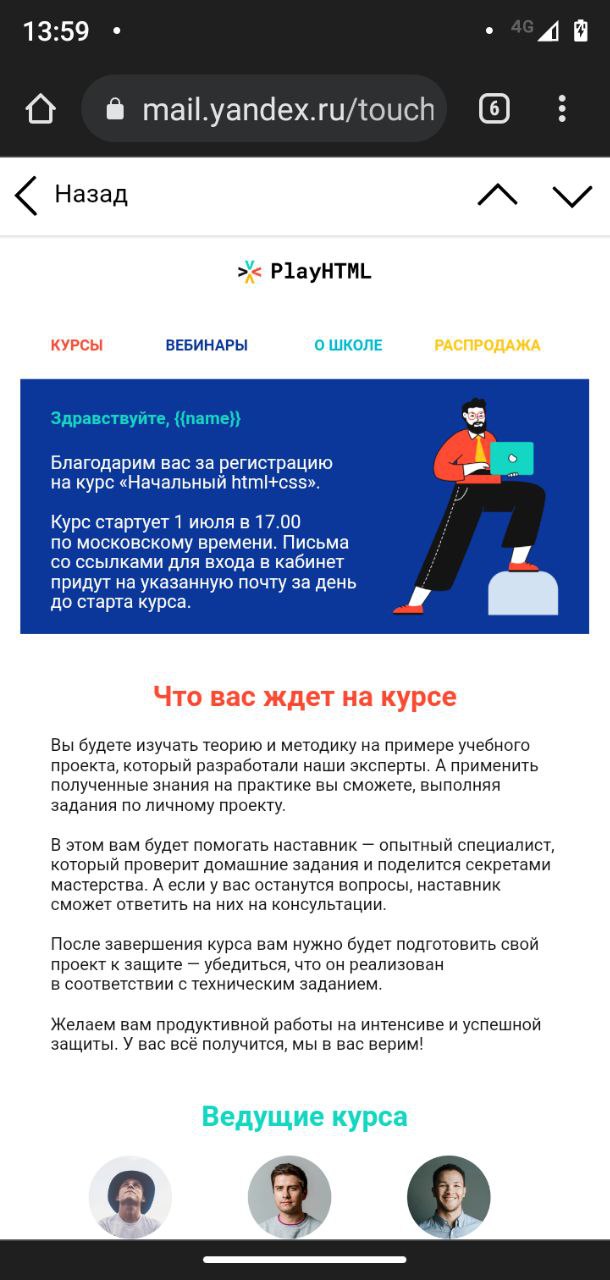 13:59
4G
mail.yandex.ru/touch
6
Назад
PlayHTML
КУРСЫ ВЕБИНАРЫ О ШКОЛЕ РАСПРОДАЖА
Здравствуйте, {{name}}
Благодарим вас за регистрацию
на курс «Начальный html+css».
Курс стартует 1 июля в 17.00
по московскому времени. Письма
со ссылками для входа в кабинет
придут на указанную почту за день
до старта курса.
Что вас ждет на курсе
Вы будете изучать теорию и методику на примере учебного
проекта, который разработали наши эксперты. А применить
полученные знания на практике вы сможете, выполняя
задания по личному проекту.
В этом вам будет помогать наставник — опытный специалист,
который проверит домашние задания и поделится секретами
мастерства. А если у вас останутся вопросы, наставник
сможет ответить на них на консультации.
После завершения курса вам нужно будет подготовить свой
проект к защите — убедиться, что он реализован
в соответствии с техническим заданием.
Желаем вам продуктивной работы на интенсиве и успешной
защиты. У вас всё получится, мы в вас верим!
Ведущие курса